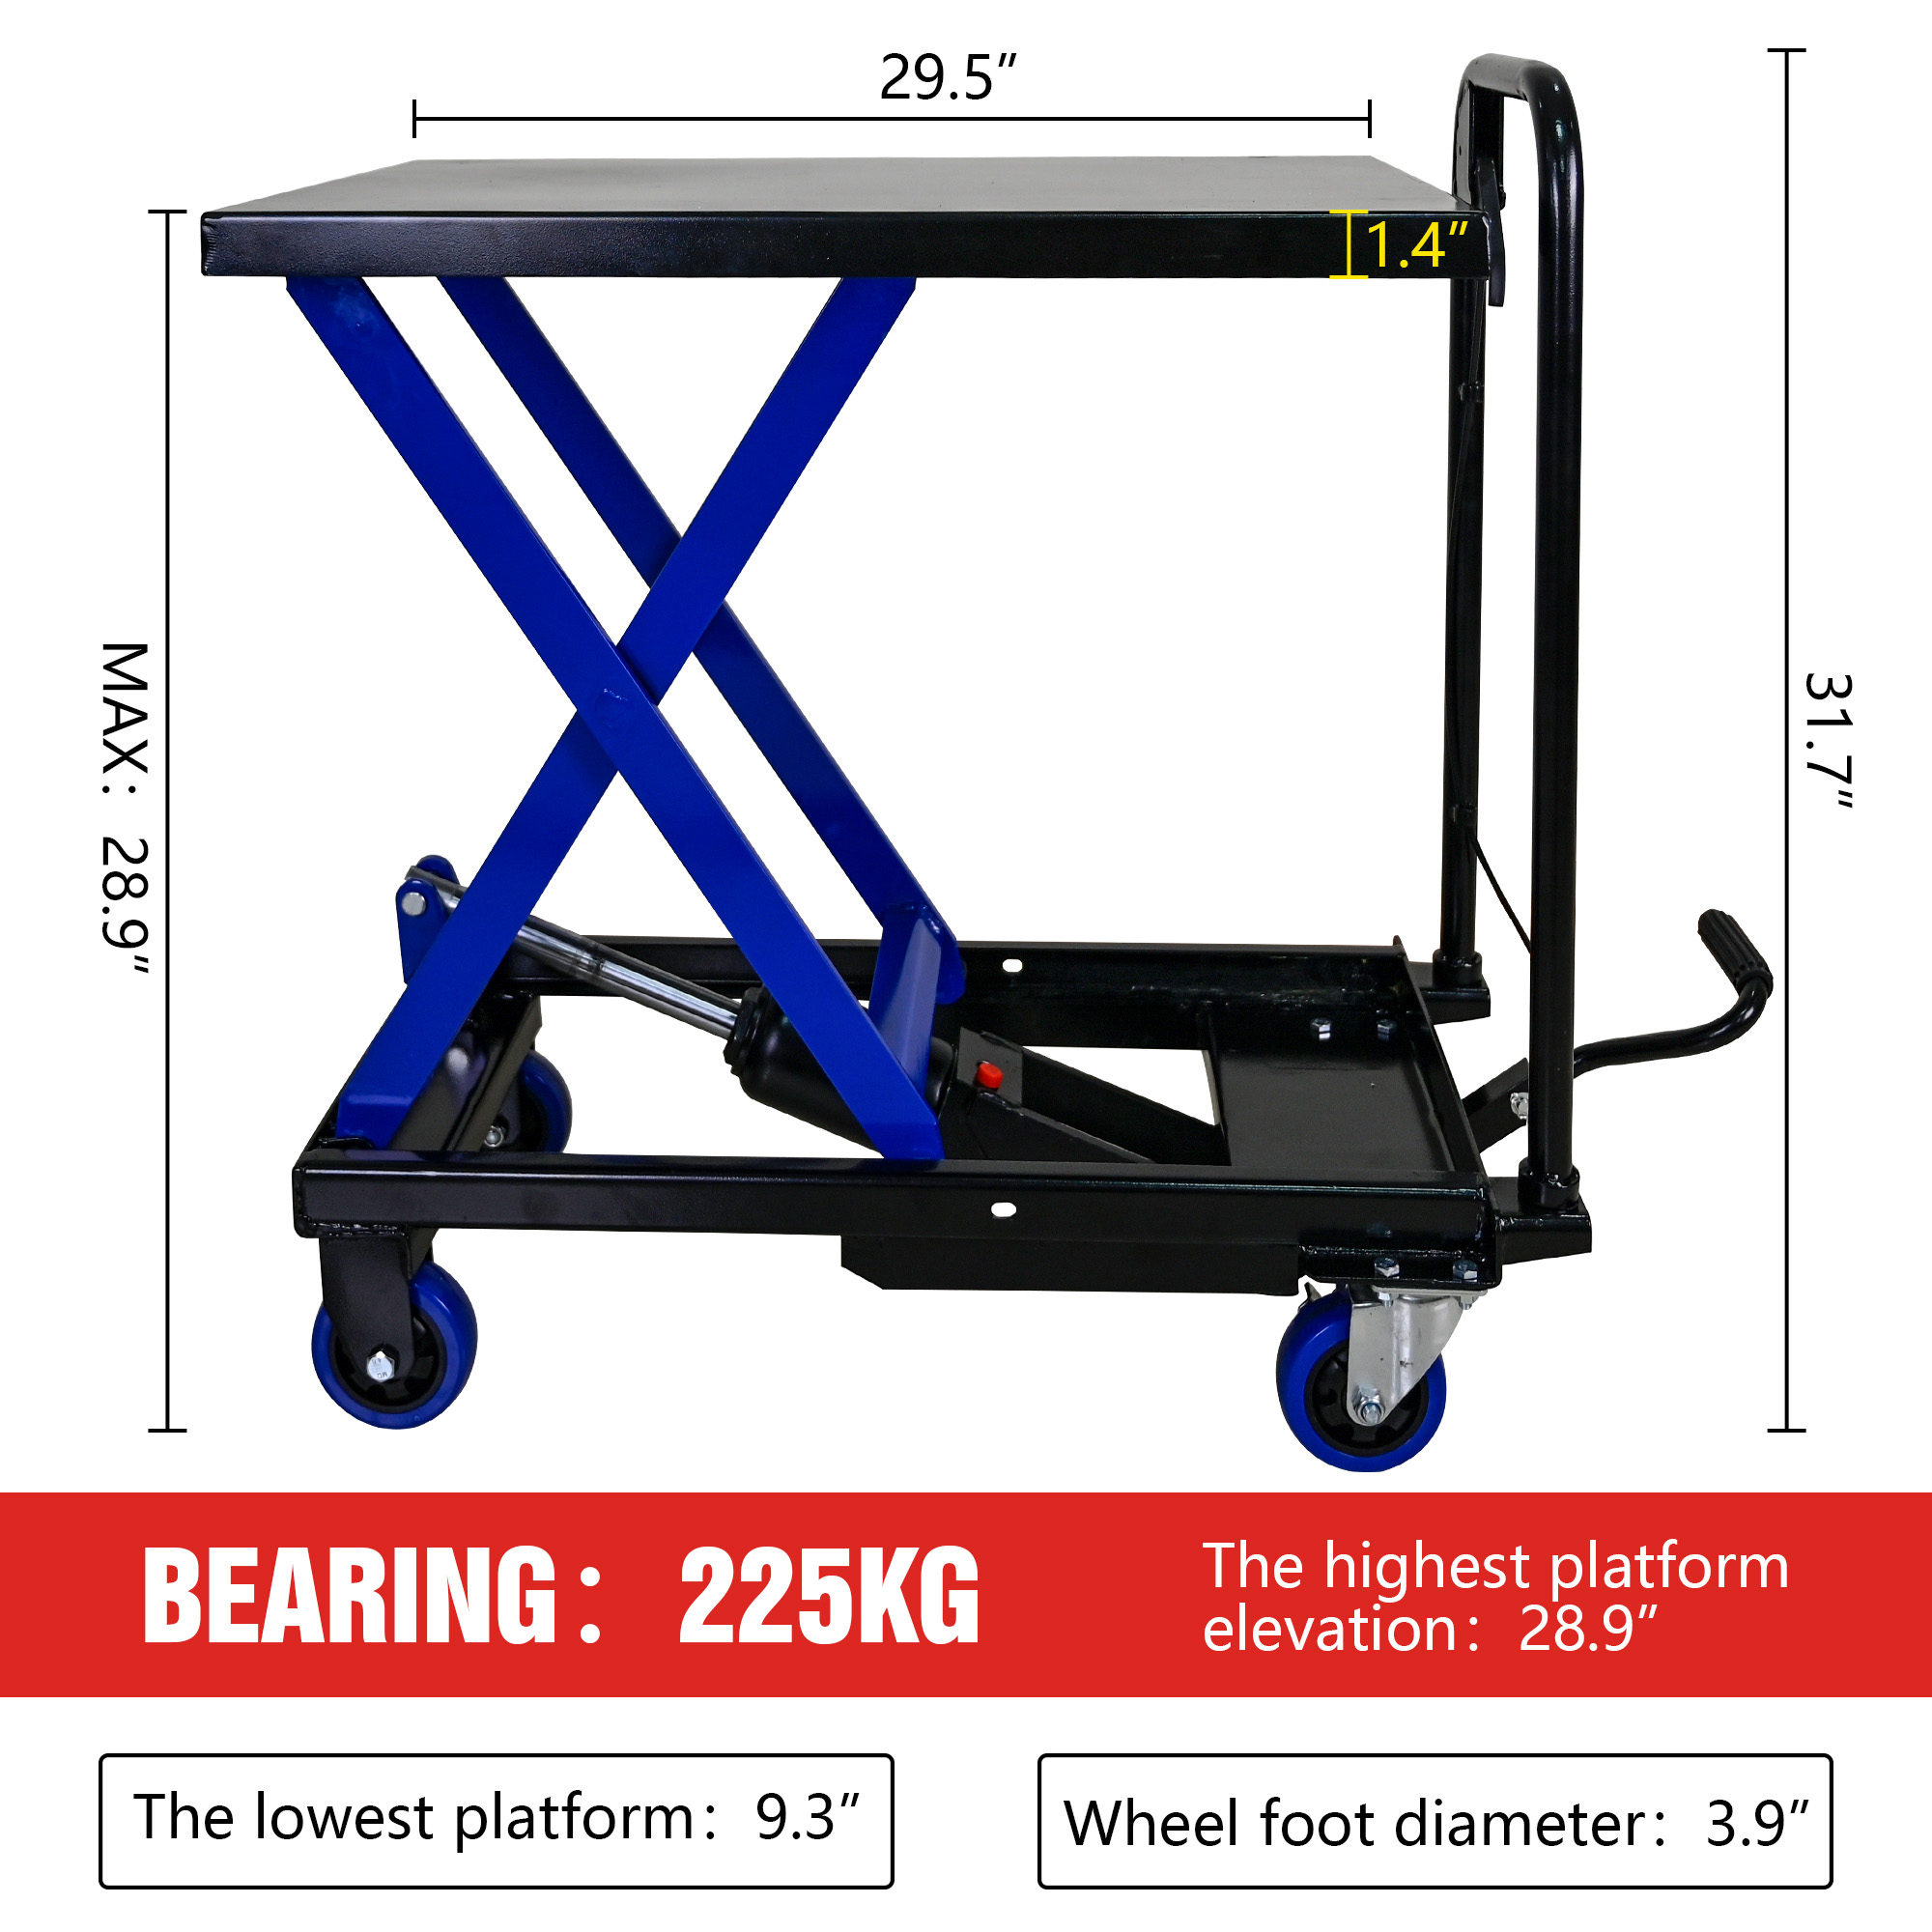 29.5″
1.4″
MAX： 28.9″
31.7″
BEARING： 225KG
The highest platform
elevation： 28.9″
The lowest platform： 9.3″
Wheel foot diameter： 3.9″